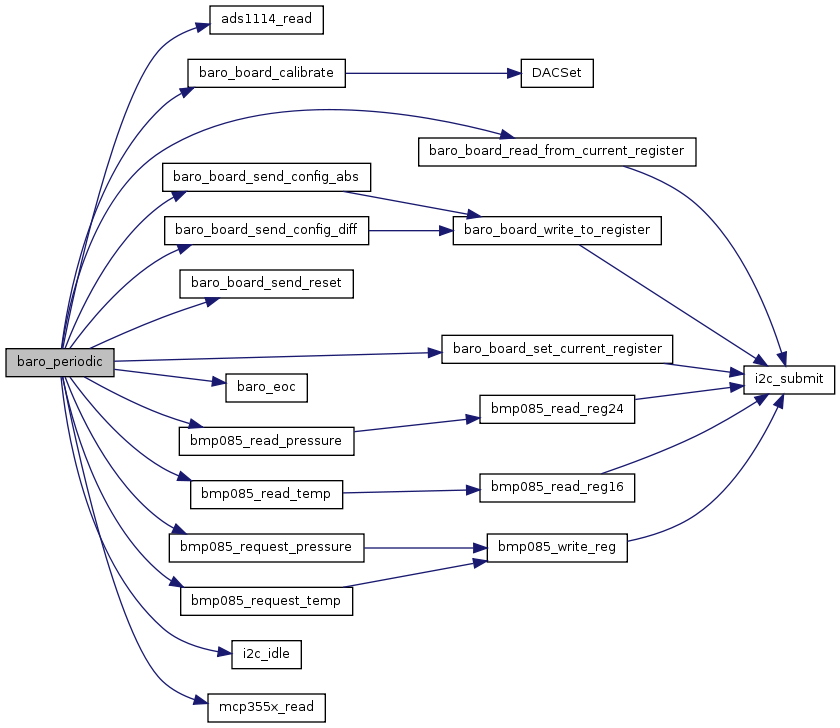 ads1114_read
baro_board_calibrate
DACSet
baro_board_read_from_current_register
baro_board_send_config_abs
baro_board_send_config_diff
baro_board_write_to_register
baro_board_send_reset
baro_board_set_current_register
baro_periodic
i2c_submit
baro_eoc
bmp085_read_reg24
bmp085_read_pressure
bmp085_read_temp
bmp085_read_reg16
bmp085_request_pressure
bmp085_write_reg
bmp085_request_temp
i2c_idle
mcp355x_read